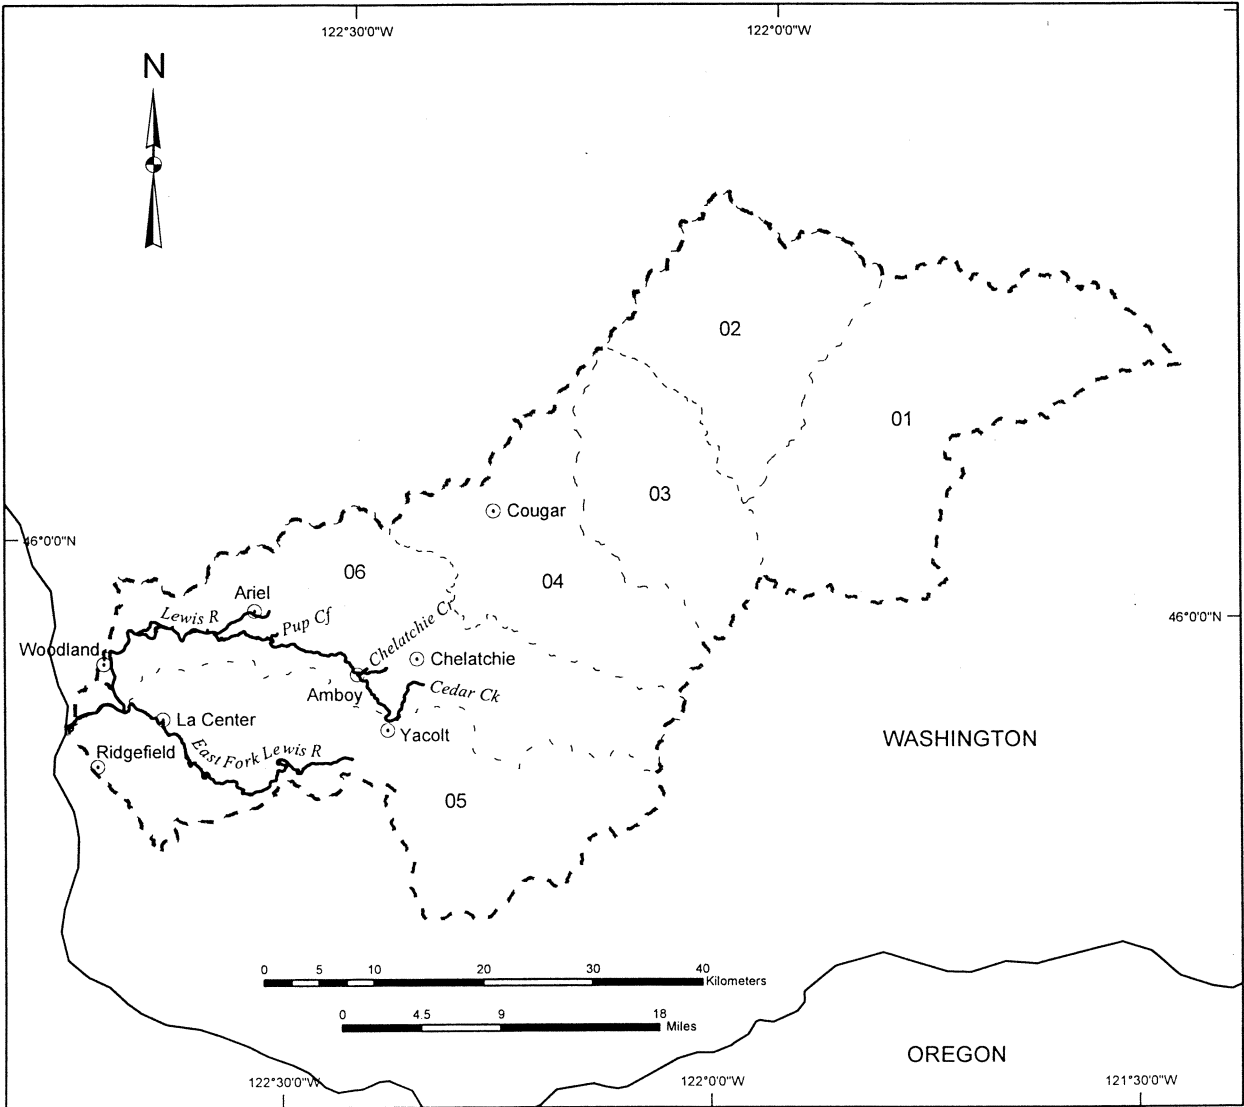 122°30'0"W
122°0'0"W
N
02
01
03
Cougar
46°0'0"N
04
06
Ariel
46°0'0"N
Lewis R
Pup Cf
Chelatchie Cr
Woodland
Chelatchie
Amboy
Cedar Ck
La Center
Yacolt
Ridgefield
East Fork Lewis R
WASHINGTON
05
0 5 10 20 30 40
Kilometers
0 4.5 9 18
Miles
OREGON
122°30'0"W
122°0'0"W
121°30'0"W